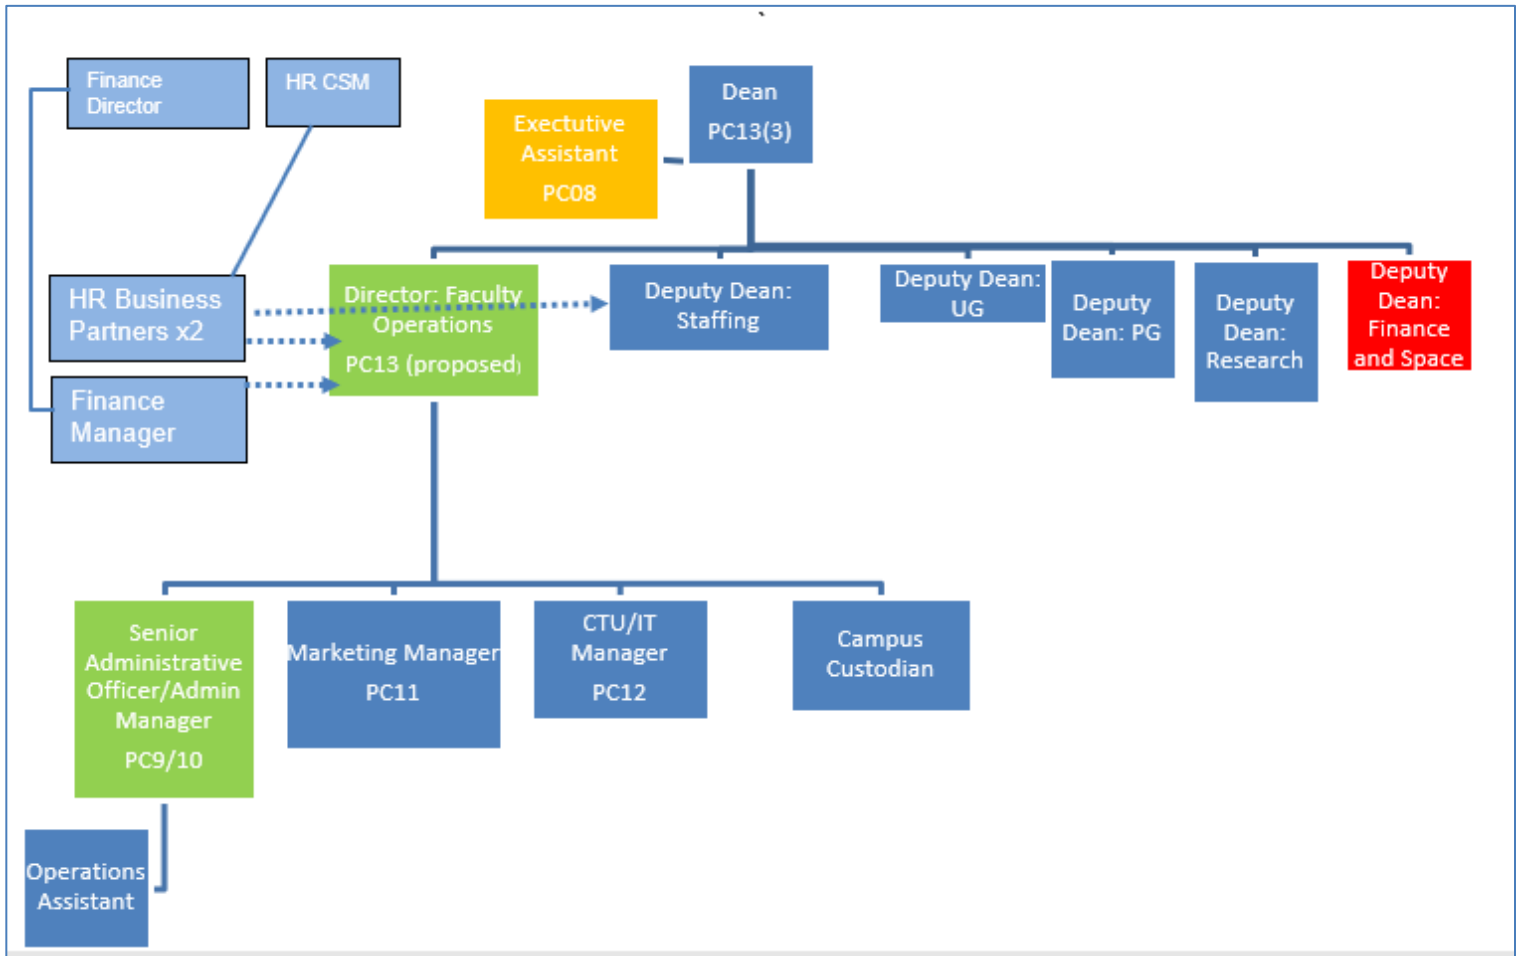 Finance
Director
HR CSM
Dean
PC13(3)
Exectutive
Assistant
PC08
HR Business
Partners x2
Director: Faculty
Operations
PC13 (proposed)
Deputy Dean:
Staffing
Deputy Dean:
UG
Deputy
Dean: PG
Deputy
Dean:
Research
Deputy
Dean:
Finance
and Space
Finance
Manager
Senior
Administrative
Officer/Admin
Manager
PC9/10
Marketing Manager
PC11
CTU/IT
Manager
PC12
Campus
Custodian
Operations
Assistant